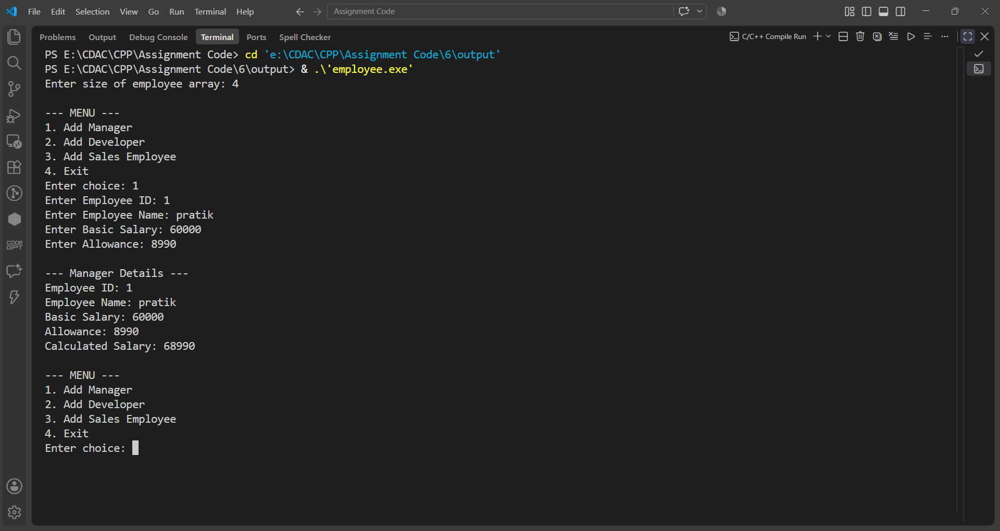 File Edit Selection View Go Run Terminal Help
Assignment Code
Problems Output Debug Console Terminal Ports Spell Checker
C/C++ Compile Run
PS E:\CDAC\CPP\Assignment Code> cd 'e:\CDAC\CPP\Assignment Code\6\output'
PS E:\CDAC\CPP\Assignment Code\6\output> & .\'employee.exe'
Enter size of employee array: 4
--- MENU ---
1. Add Manager
2. Add Developer
3. Add Sales Employee
4. Exit
Enter choice: 1
Enter Employee ID: 1
Enter Employee Name: pratik
Enter Basic Salary: 60000
Enter Allowance: 8990
--- Manager Details ---
Employee ID: 1
Employee Name: pratik
Basic Salary: 60000
Allowance: 8990
Calculated Salary: 68990
--- MENU ---
1. Add Manager
2. Add Developer
3. Add Sales Employee
4. Exit
Enter choice:
CODE
GPT